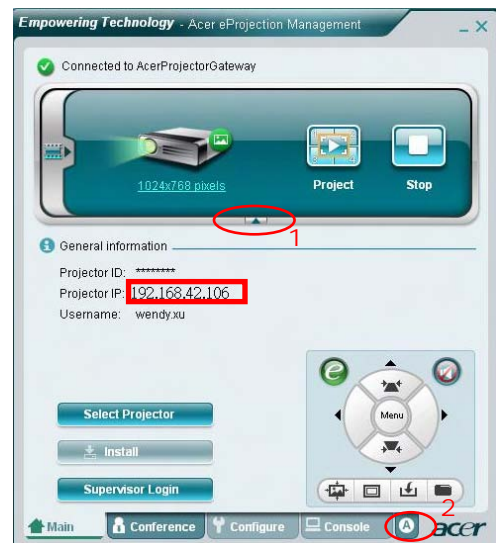 Empowering Technology - Acer eProjection Management
Connected to AcerProjectorGateway
1024x768 pixels
Project
Stop
1
General information
Projector ID: ********
Projector IP: 192.168.42.106
Username: wendy.xu
Select Projector
Install
Supervisor Login
e
Menu
2
Main
Conference
Configure
Console
A
acer